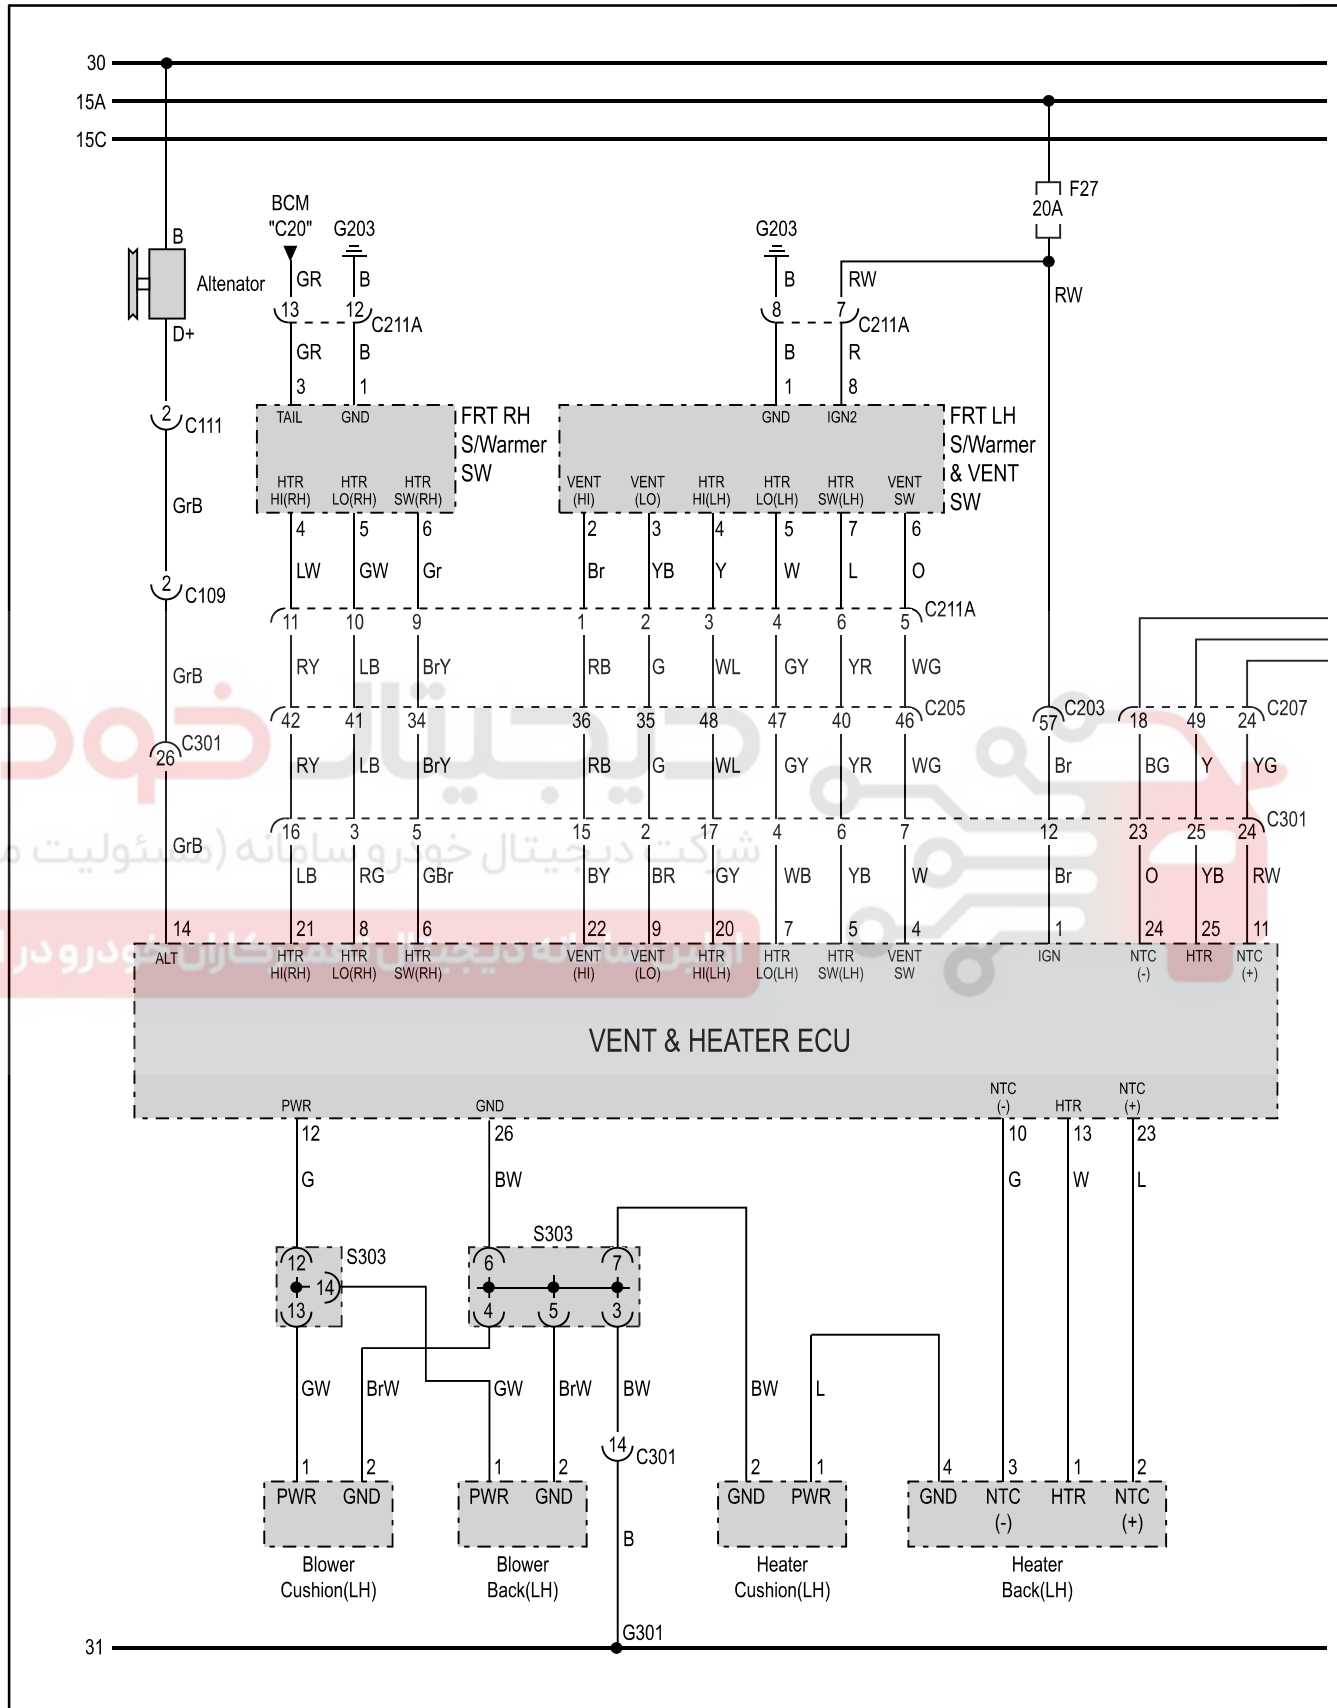 30
15A
15C
F27
20A
BCM
"C20"
G203
G203
B
Altenator
D+
GR B
B RW
RW
13 12 C211A
8 7 C211A
GR B
B R
3 1
1 8
2 C111
TAIL GND
FRT RH
S/Warmer
SW
GND IGN2
FRT LH
S/Warmer
& VENT
SW
HTR HI(RH)
HTR LO(RH)
HTR SW(RH)
VENT (HI)
VENT (LO)
HTR HI(LH)
HTR LO(LH)
HTR SW(LH)
VENT SW
GrB
4 5 6 2 3 4 5 7 6
LW GW Gr Br YB Y W L O
2 C109
11 10 9 1 2 3 4 6 5 C211A
GrB
RY LB BrY RB G WL GY YR WG
42 41 34 36 35 48 47 40 46 C205 57 C203 18 49 24 C207
26 C301
RY LB BrY RB G WL GY YR WG Br BG Y YG
دیجیتال خودر
16 3 5 15 2 17 4 6 7 12 23 25 24 C301
شرکت دیجیتال خودرو سامانه (مسئولیت م
GrB
LB RG GBr BY BR GY WB YB W Br O YB RW
14 21 8 6 22 9 20 7 5 4 1 24 25 11
اولین سامانه دیجیتال تعمیرکاران خودرو در ا
ALT
HTR HI(RH)
HTR LO(RH)
HTR SW(RH)
VENT (HI)
VENT (LO)
HTR HI(LH)
HTR LO(LH)
HTR SW(LH)
VENT SW
IGN
NTC (-)
HTR
NTC (+)
VENT & HEATER ECU
PWR GND NTC (-) HTR NTC (+)
12 26 10 13 23
G BW G W L
S303
S303
12 14 13
6 7
4 5 3
GW BrW GW BrW BW BW L
14 C301
1 2 1 2 2 1 4 3 1 2
PWR GND PWR GND GND PWR GND NTC (-) HTR NTC (+)
B
Blower
Cushion(LH)
Blower
Back(LH)
Heater
Cushion(LH)
Heater
Back(LH)
G301
31